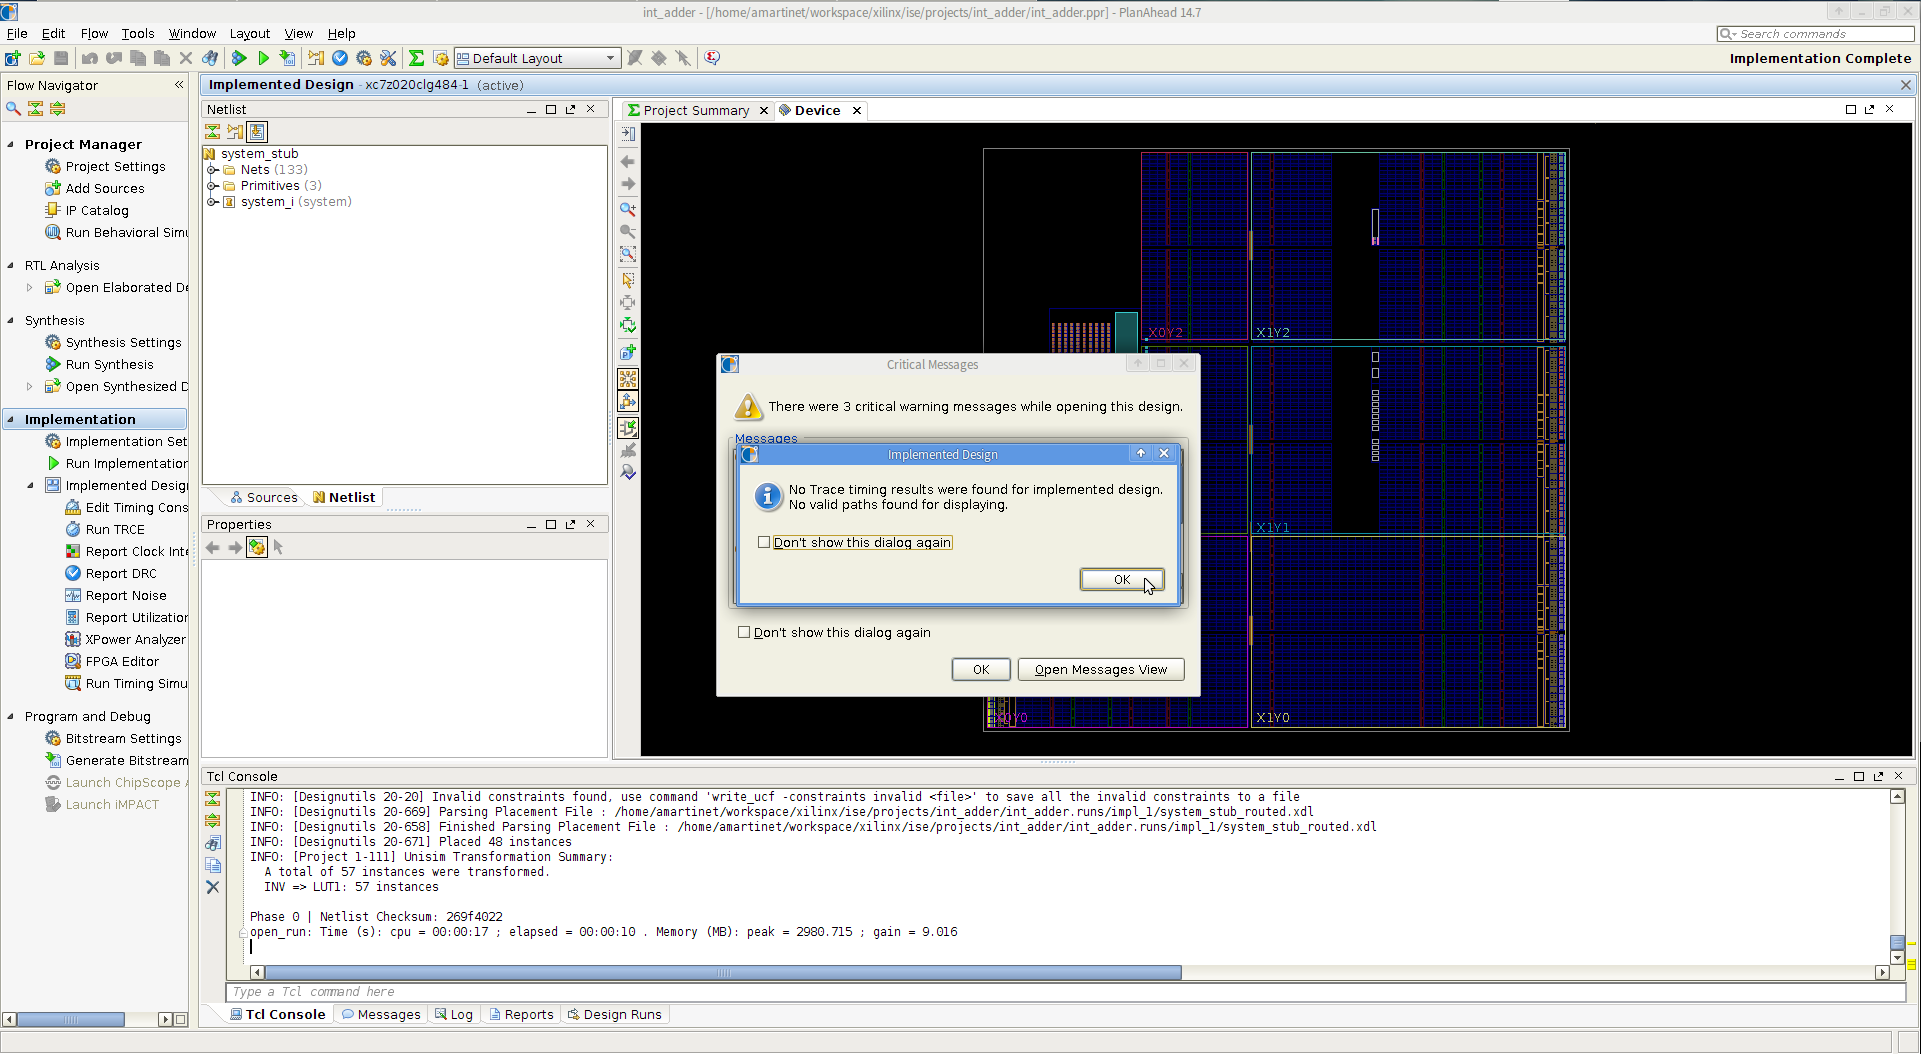 int_adder - [/home/amartinet/workspace/xilinx/ise/projects/int_adder/int_adder.ppr] - PlanAhead 14.7
File Edit Flow Tools Window Layout View Help
Search commands
Default Layout
Implementation Complete
Flow Navigator
Project Manager
Project Settings
Add Sources
IP Catalog
Run Behavioral Simu
RTL Analysis
Open Elaborated De
Synthesis
Synthesis Settings
Run Synthesis
Open Synthesized D
Implementation
Implementation Set
Run Implementation
Implemented Design
Edit Timing Cons
Run TRCE
Report Clock Inte
Report DRC
Report Noise
Report Utilization
XPower Analyzer
FPGA Editor
Run Timing Simu
Program and Debug
Bitstream Settings
Generate Bitstream
Launch ChipScope A
Launch iMPACT
Implemented Design - xc7z020clg484-1 (active)
Netlist
system_stub
Nets (133)
Primitives (3)
system_i (system)
Sources Netlist
Properties
Project Summary Device
X0Y2
X1Y2
X1Y1
X0Y0
X1Y0
Critical Messages
There were 3 critical warning messages while opening this design.
Messages
Implemented Design
No Trace timing results were found for implemented design.
No valid paths found for displaying.
Don't show this dialog again
OK
Don't show this dialog again
OK Open Messages View
Tcl Console
INFO: [Designutils 20-20] Invalid constraints found, use command 'write_ucf -constraints invalid <file>' to save all the invalid constraints to a file
INFO: [Designutils 20-669] Parsing Placement File : /home/amartinet/workspace/xilinx/ise/projects/int_adder/int_adder.runs/impl_1/system_stub_routed.xdl
INFO: [Designutils 20-658] Finished Parsing Placement File : /home/amartinet/workspace/xilinx/ise/projects/int_adder/int_adder.runs/impl_1/system_stub_routed.xdl
INFO: [Designutils 20-671] Placed 48 instances
INFO: [Project 1-111] Unisim Transformation Summary:
A total of 57 instances were transformed.
INV => LUT1: 57 instances
Phase 0 | Netlist Checksum: 269f4022
open_run: Time (s): cpu = 00:00:17 ; elapsed = 00:00:10 . Memory (MB): peak = 2980.715 ; gain = 9.016
Type a Tcl command here
Tcl Console Messages Log Reports Design Runs